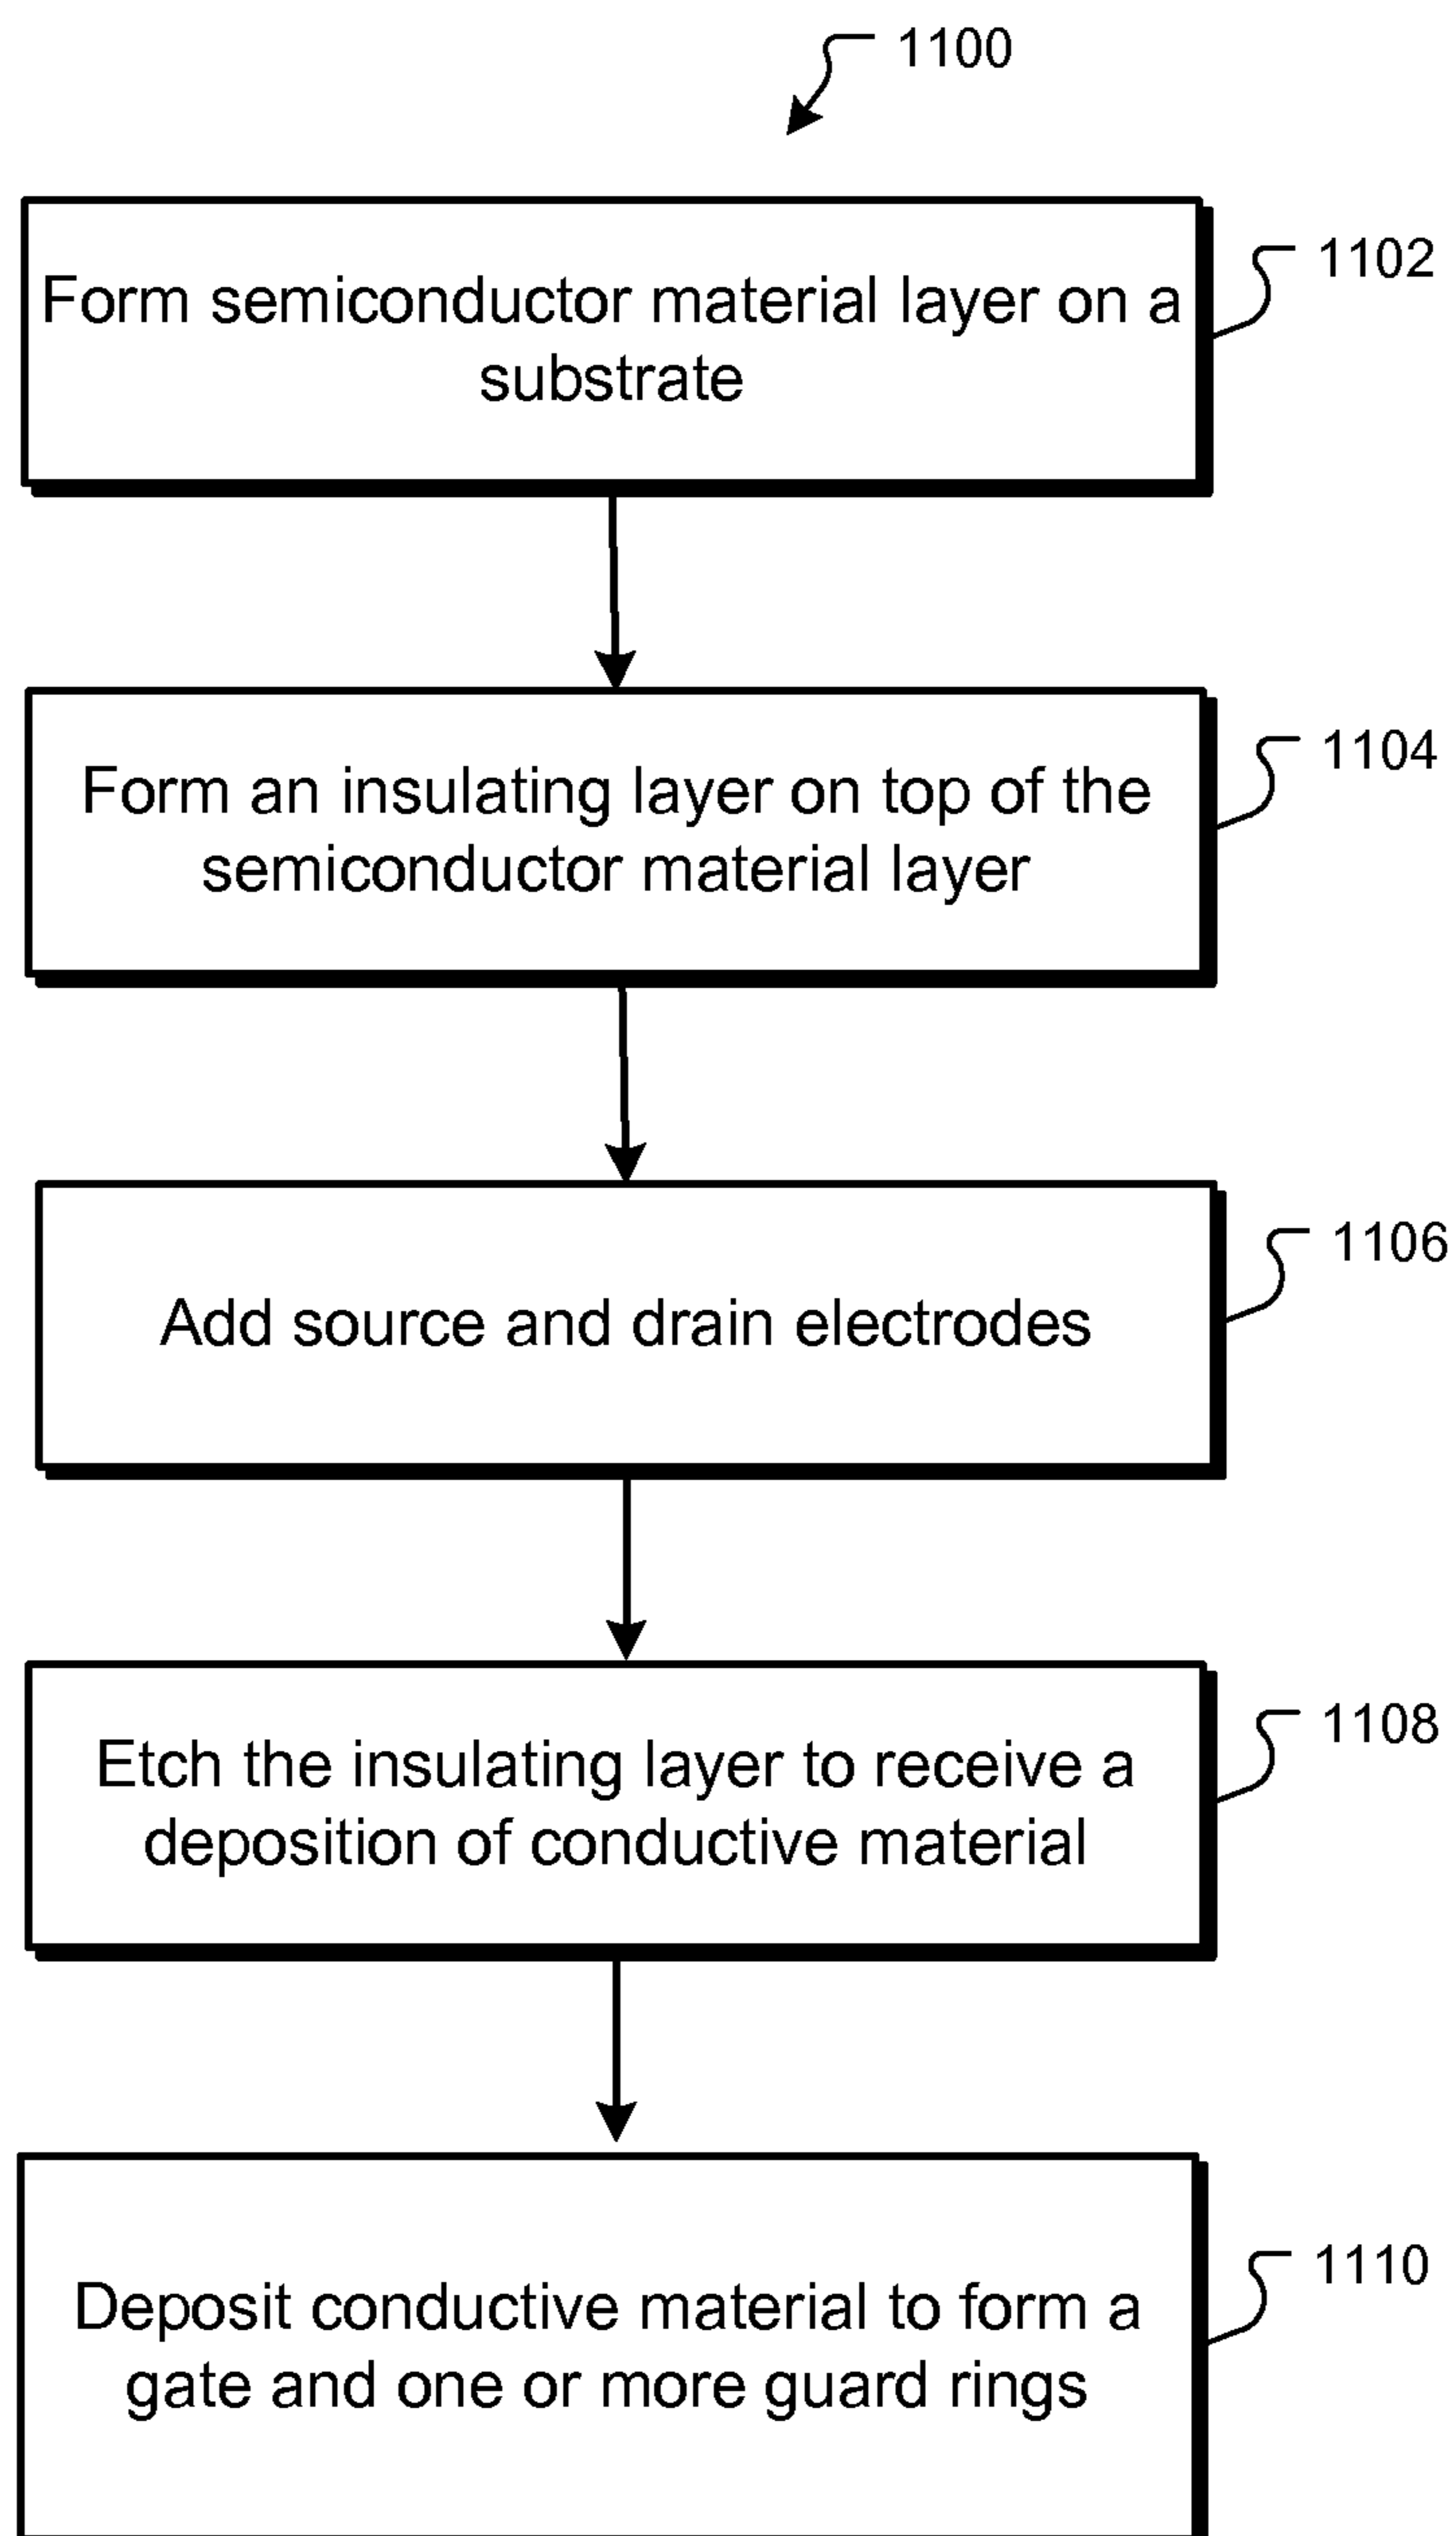 1100
Form semiconductor material layer on a
substrate
1102
Form an insulating layer on top of the
semiconductor material layer
1104
Add source and drain electrodes
1106
Etch the insulating layer to receive a
deposition of conductive material
1108
Deposit conductive material to form a
gate and one or more guard rings
1110